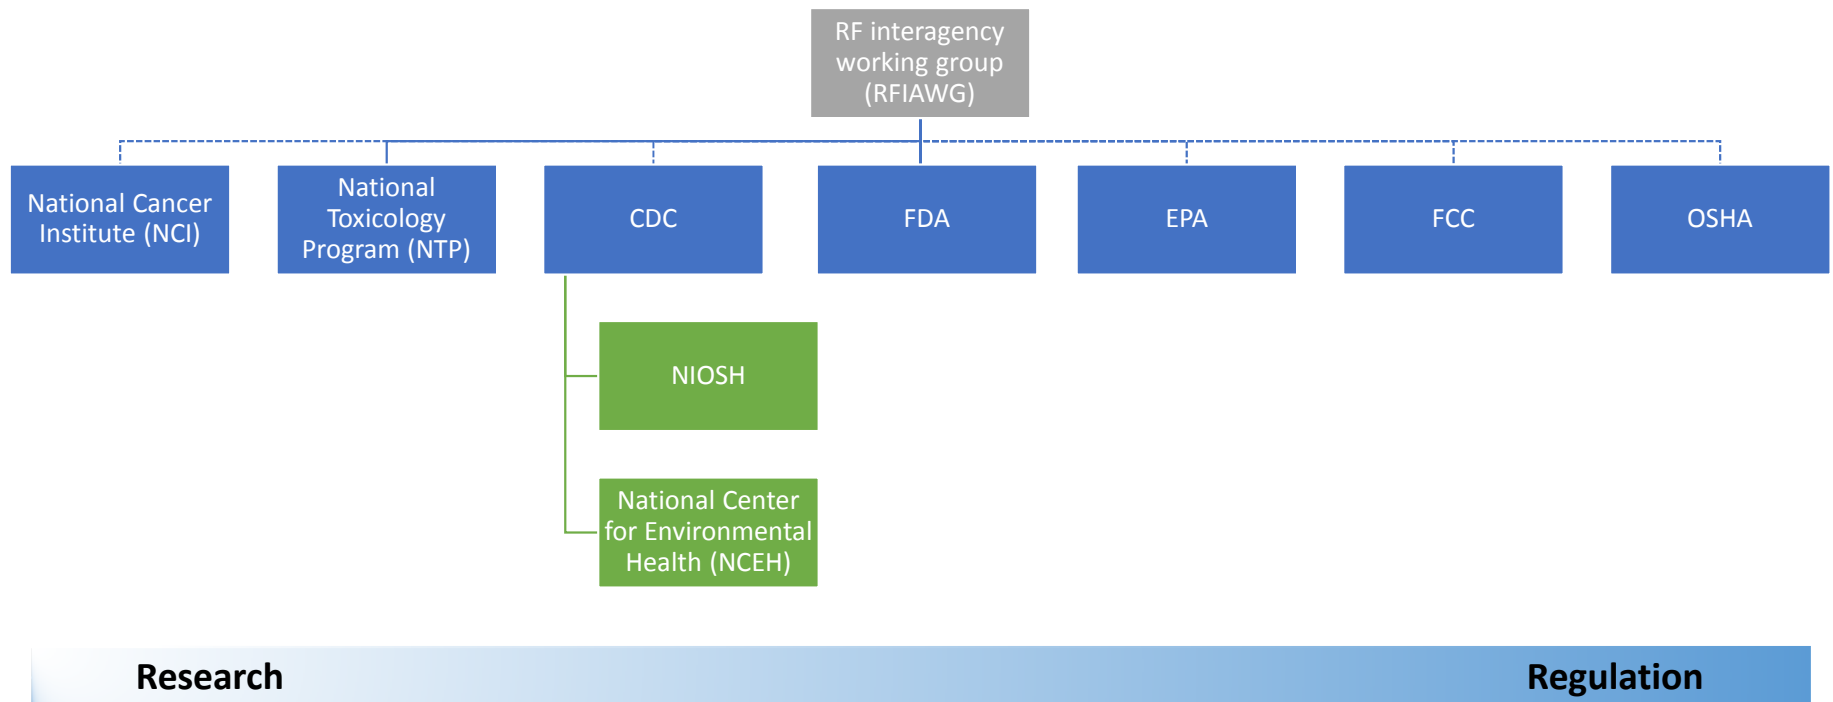 RF interagency
working group
(RFIAWG)
National Cancer
Institute (NCI)
National
Toxicology
Program (NTP)
CDC
FDA
EPA
FCC
OSHA
NIOSH
National Center
for Environmental
Health (NCEH)
Research
Regulation